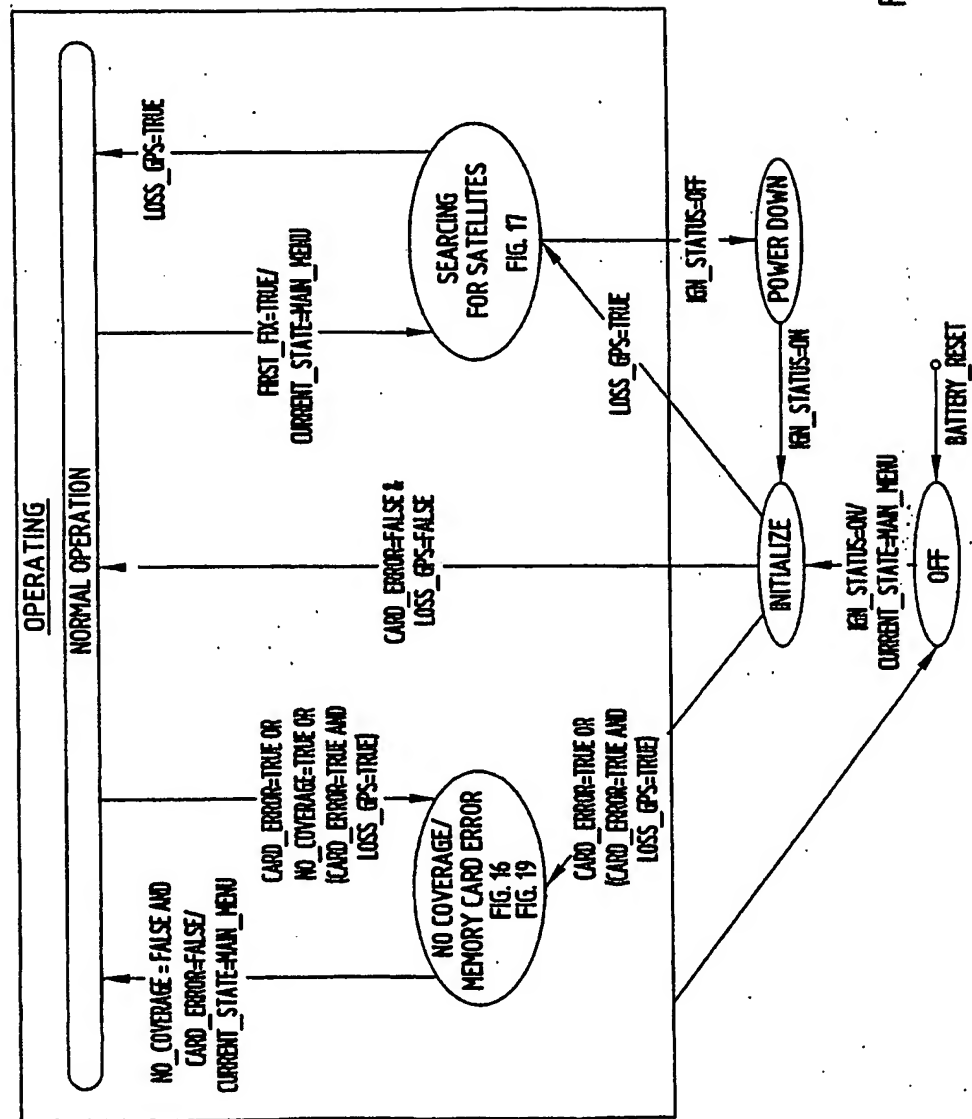 OPERATING
NORMAL OPERATION
NO_COVERAGE=FALSE AND
CARD_ERROR=FALSE/
CURRENT_STATE=MAIN_MENU
CARD_ERROR=TRUE OR
NO_COVERAGE=TRUE OR
(CARD_ERROR=TRUE AND
LOSS_GPS=TRUE)
CARD_ERROR=FALSE &
LOSS_GPS=FALSE
FIRST_FIX=TRUE/
CURRENT_STATE=MAIN_MENU
LOSS_GPS=TRUE
NO COVERAGE/
MEMORY CARD ERROR
FIG. 16
FIG. 19
SEARCING
FOR SATELLITES
FIG. 17
CARD_ERROR=TRUE OR
(CARD_ERROR=TRUE AND
LOSS_GPS=TRUE)
LOSS_GPS=TRUE
IGN_STATUS=OFF
INITIALIZE
IGN_STATUS=ON
POWER DOWN
IGN_STATUS=ON/
CURRENT_STATE=MAIN_MENU
OFF
BATTERY_RESET